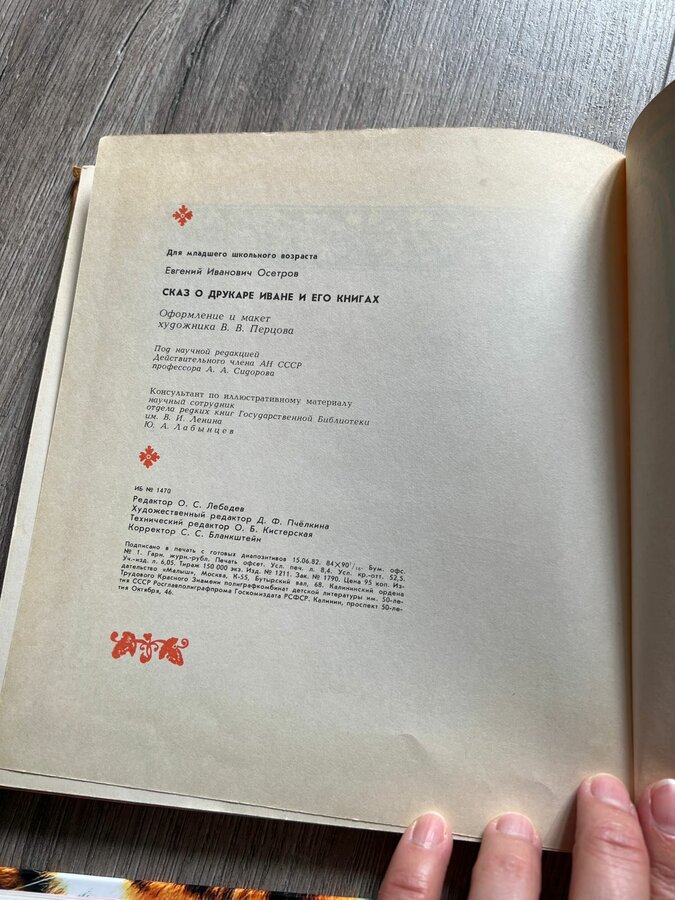 Для младшего школьного возраста
Евгений Иванович Осетров
СКАЗ О ДРУКАРЕ ИВАНЕ И ЕГО КНИГАХ
Оформление и макет
художника В. В. Перцова
Под научной редакцией
Действительного члена АН СССР
профессора А. А. Сидорова
Консультант по иллюстративному материалу
научный сотрудник
отдела редких книг Государственной Библиотеки
им. В. И. Ленина
Ю. А. Лабынцев
ИБ № 1470
Редактор О. С. Лебедев
Художественный редактор Д. Ф. Пчёлкина
Технический редактор О. Б. Кистерская
Корректор С. С. Бланкштейн
Подписано в печать с готовых диапозитивов 15.06.82. 84×90¹/₁₆. Бум. офс.
№ 1. Гарн. журн.-рубл. Печать офсет. Усл. печ. л. 8,4. Усл. кр.-отт. 52,5.
Уч.-изд. л. 6,05. Тираж 150 000 экз. Изд. № 1211. Зак. № 1790. Цена 95 коп. Из-
дательство «Малыш», Москва, К-55, Бутырский вал, 68. Калининский ордена
Трудового Красного Знамени полиграфкомбинат детской литературы им. 50-ле-
тия СССР Росглавполиграфпрома Госкомиздата РСФСР. Калинин, проспект 50-ле-
тия Октября, 46.